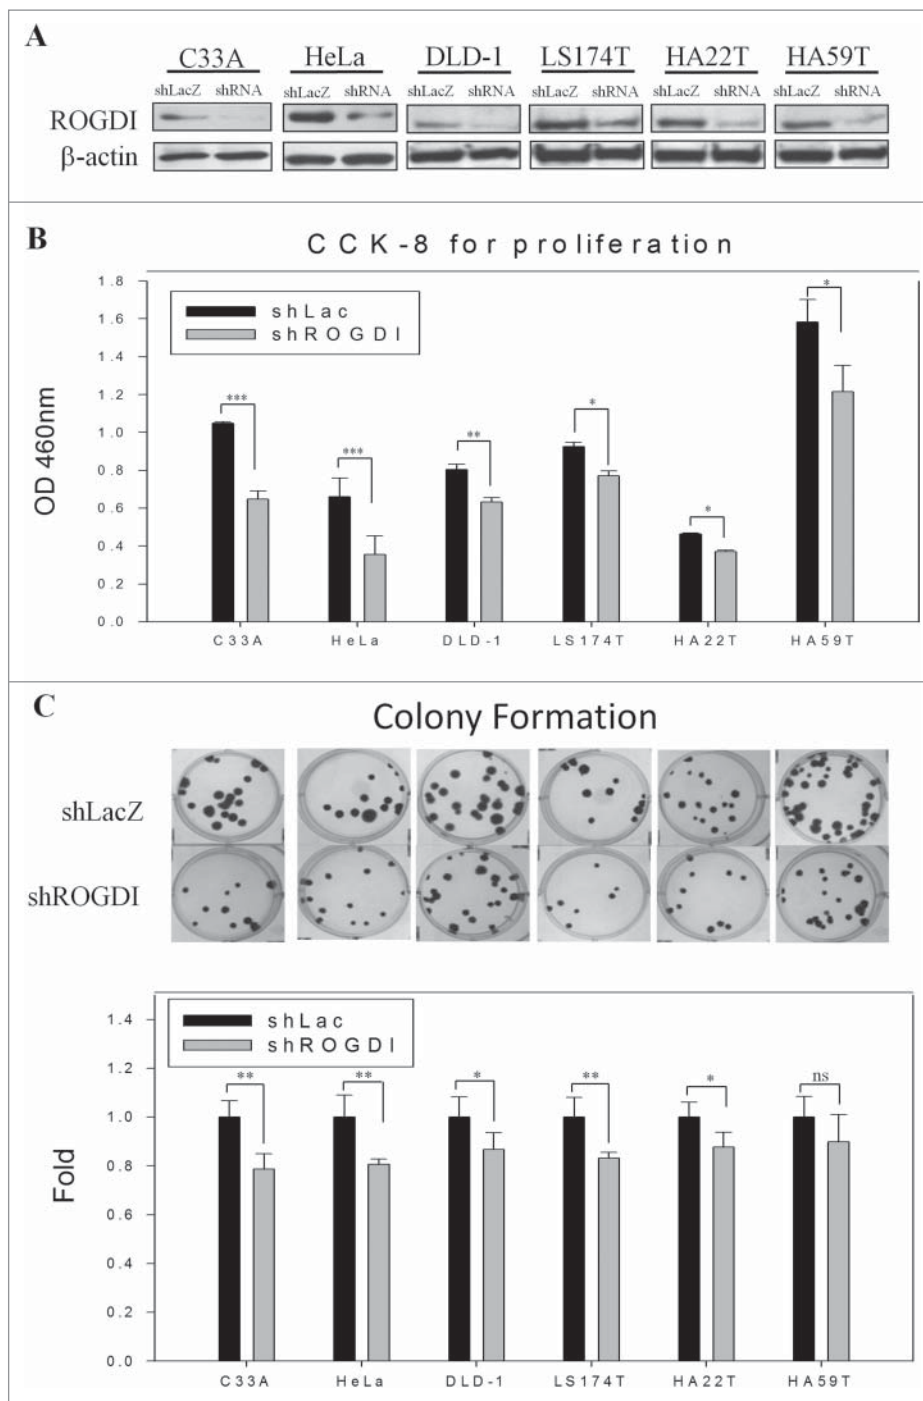 A
C33A HeLa DLD-1 LS174T HA22T HA59T
shLacZ shRNA shLacZ shRNA shLacZ shRNA shLacZ shRNA shLacZ shRNA shLacZ shRNA
ROGDI
β-actin
B
CCK-8 for proliferation
1.8
1.6
1.4
1.2
1.0
0.8
0.6
0.4
0.2
0.0
OD 460nm
shLac
shROGDI
*** *** ** * * *
C33A HeLa DLD-1 LS174T HA22T HA59T
C
Colony Formation
shLacZ
shROGDI
1.4
1.2
1.0
0.8
0.6
0.4
0.2
0.0
Fold
shLac
shROGDI
** ** * ** * ns
C33A HeLa DLD-1 LS174T HA22T HA59T